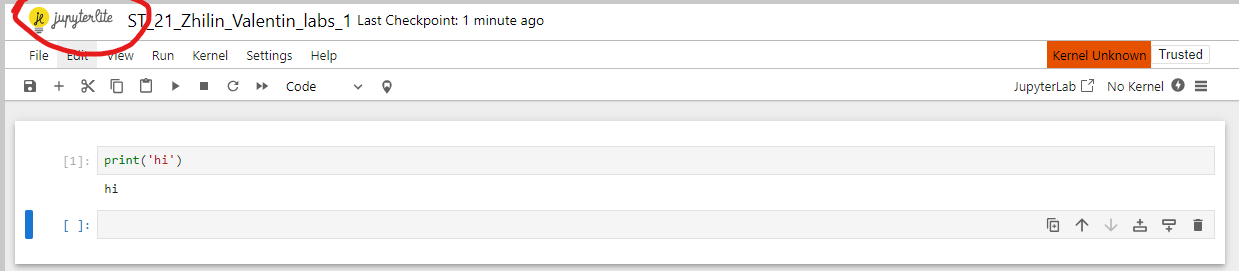 jupyterlite ST_21_Zhilin_Valentin_labs_1 Last Checkpoint: 1 minute ago
File Edit View Run Kernel Settings Help Kernel Unknown Trusted
Code JupyterLab No Kernel
[1]: print('hi')
hi
[ ]: